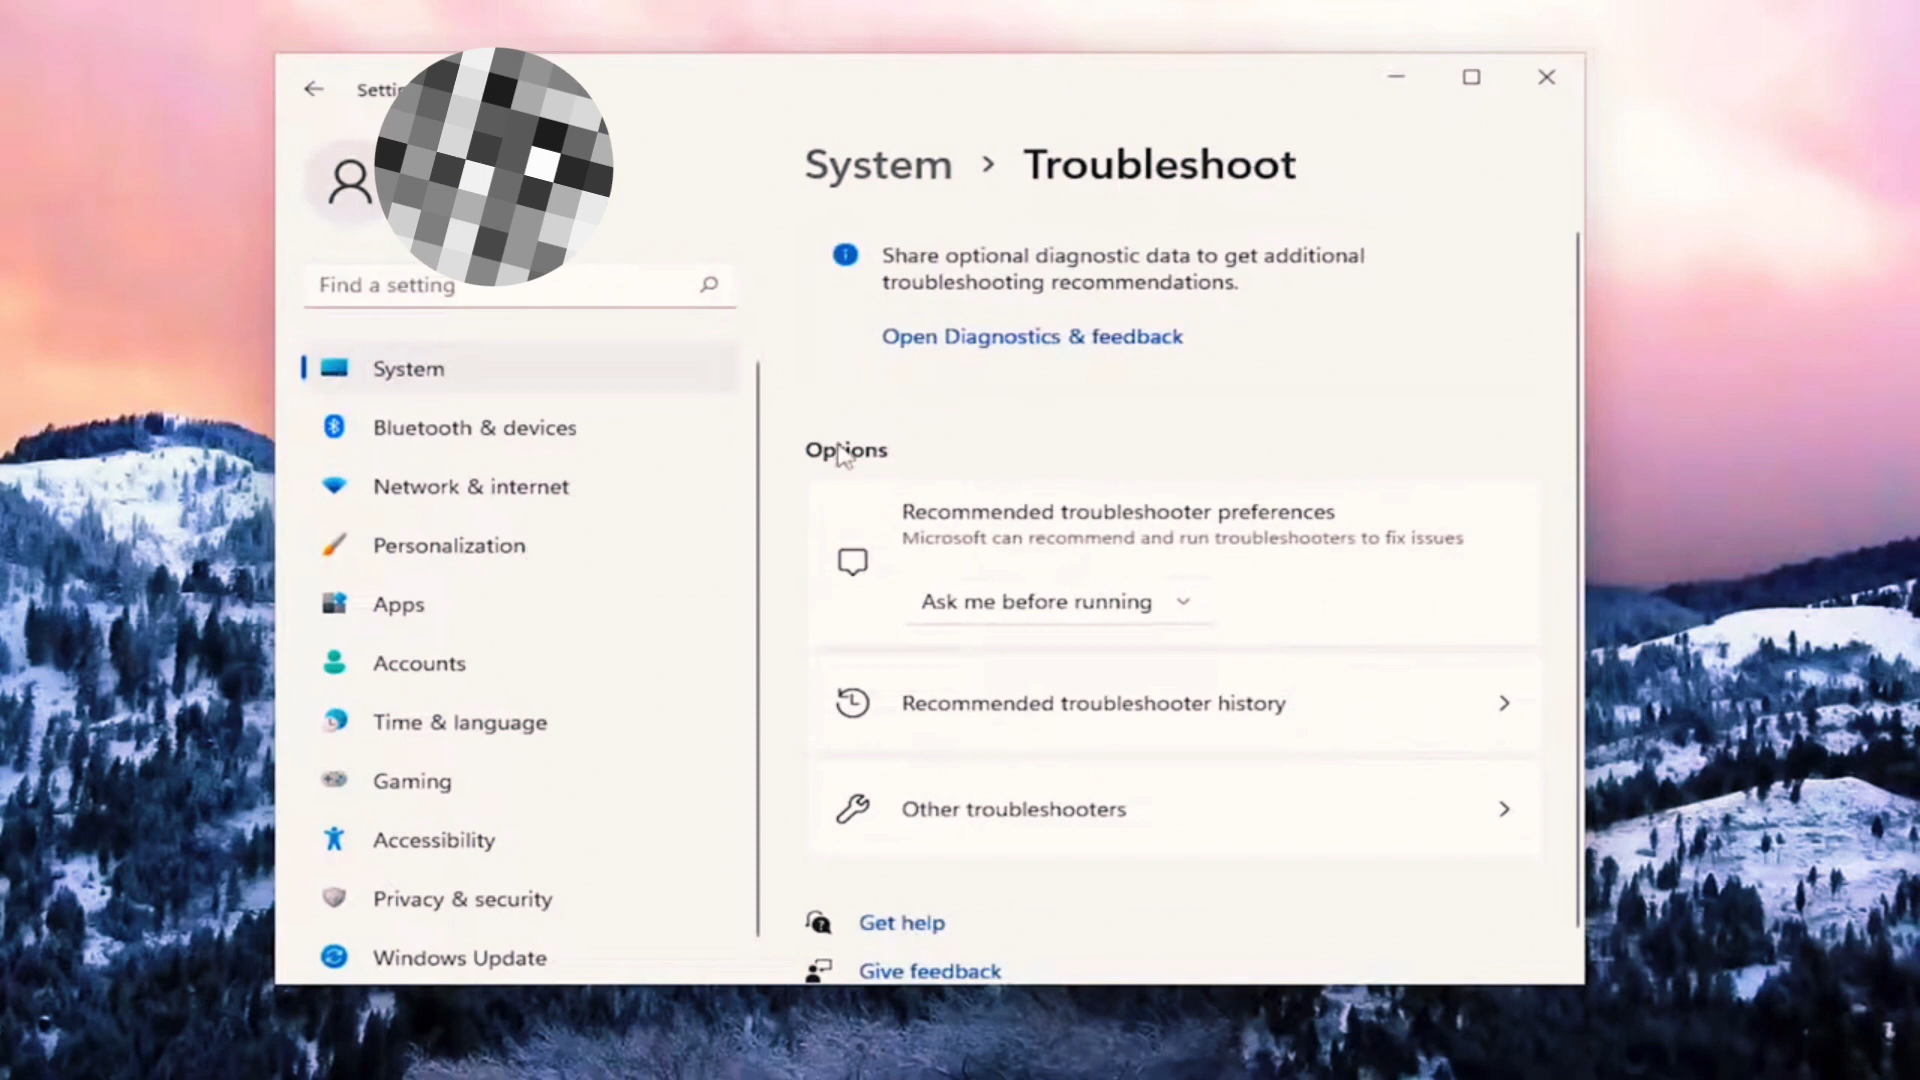 System > Troubleshoot
Find a setting
System
Bluetooth & devices
Network & internet
Personalization
Apps
Accounts
Time & language
Gaming
Accessibility
Privacy & security
Windows Update
Share optional diagnostic data to get additional
troubleshooting recommendations.
Open Diagnostics & feedback
Options
Recommended troubleshooter preferences
Microsoft can recommend and run troubleshooters to fix issues
Ask me before running
Recommended troubleshooter history
Other troubleshooters
Get help
Give feedback